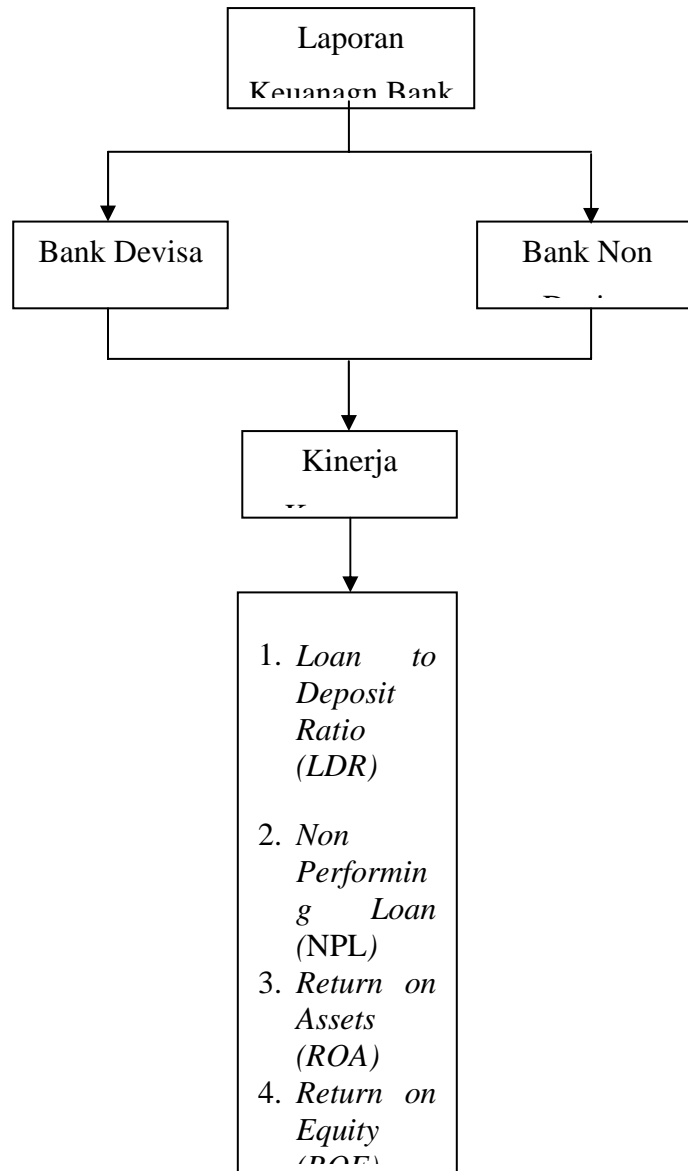 Laporan
Keuanagn Bank
Bank Devisa
Bank Non
Kinerja
1. Loan to
Deposit
Ratio
(LDR)
2. Non
Performin
g Loan
(NPL)
3. Return on
Assets
(ROA)
4. Return on
Equity
(ROE)